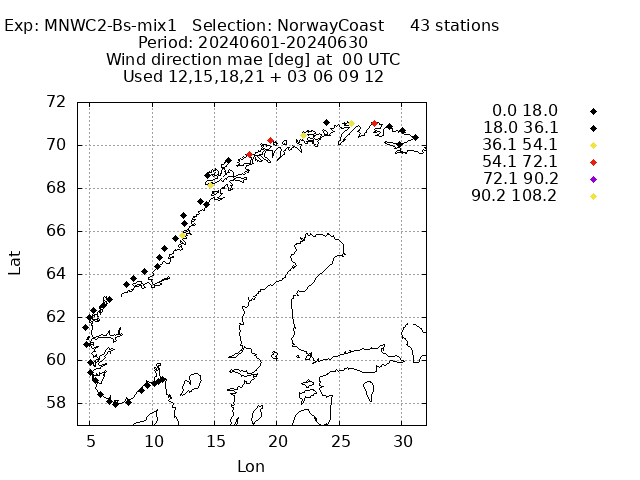 Exp: MNWC2-Bs-mix1 Selection: NorwayCoast 43 stations
Period: 20240601-20240630
Wind direction mae [deg] at 00 UTC
Used 12,15,18,21 + 03 06 09 12
72
70
68
66
64
62
60
58
Lat
5 10 15 20 25 30
Lon
0.0 18.0
18.0 36.1
36.1 54.1
54.1 72.1
72.1 90.2
90.2 108.2